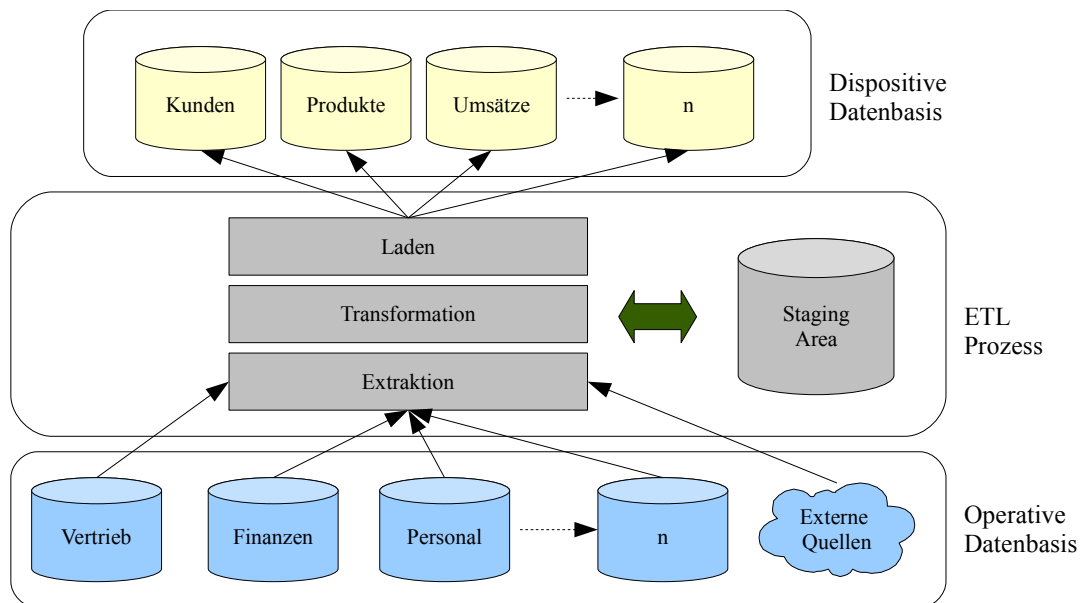 Kunden
Produkte
Umsätze
n
Dispositive
Datenbasis
Laden
Transformation
Extraktion
Staging
Area
ETL
Prozess
Vertrieb
Finanzen
Personal
n
Externe
Quellen
Operative
Datenbasis